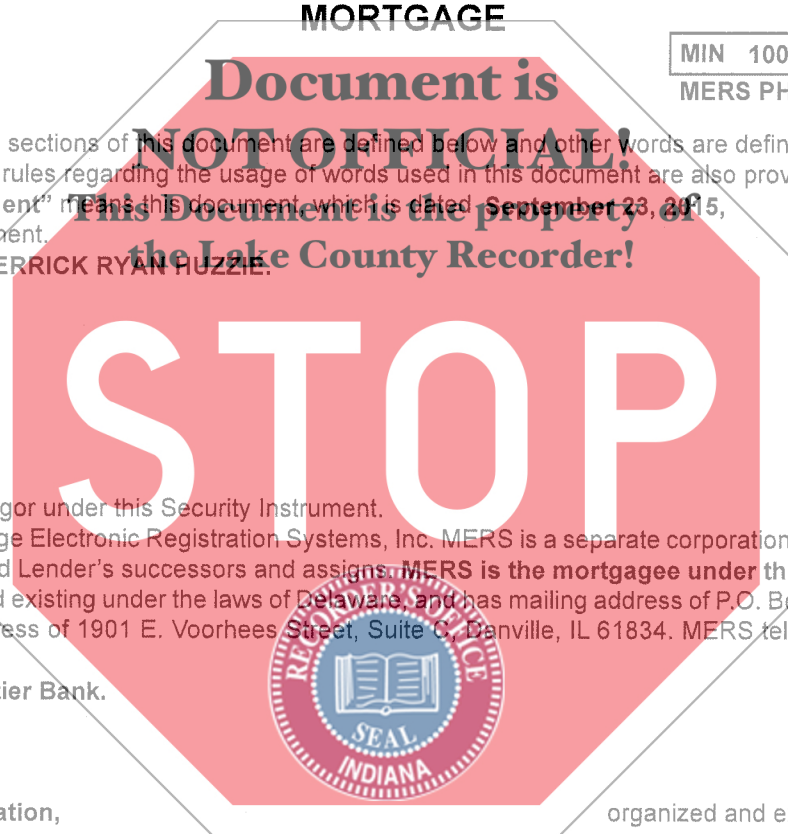 MORTGAGE
MIN 100
MERS PH
Document is
NOT OFFICIAL!
This Document is the property of
the Lake County Recorder!
sections of this document are defined below and other words are defin
rules regarding the usage of words used in this document are also prov
ent” means this document, which is dated September 23, 2015,
ment.
ERRICK RYAN HUZZIE.
STOP
gor under this Security Instrument.
ge Electronic Registration Systems, Inc. MERS is a separate corporation
d Lender’s successors and assigns. MERS is the mortgagee under th
d existing under the laws of Delaware, and has mailing address of P.O. Bo
ress of 1901 E. Voorhees Street, Suite C, Danville, IL 61834. MERS tel
RECORDER'S OFFICE
SEAL
INDIANA
tier Bank.
ation,
organized and e